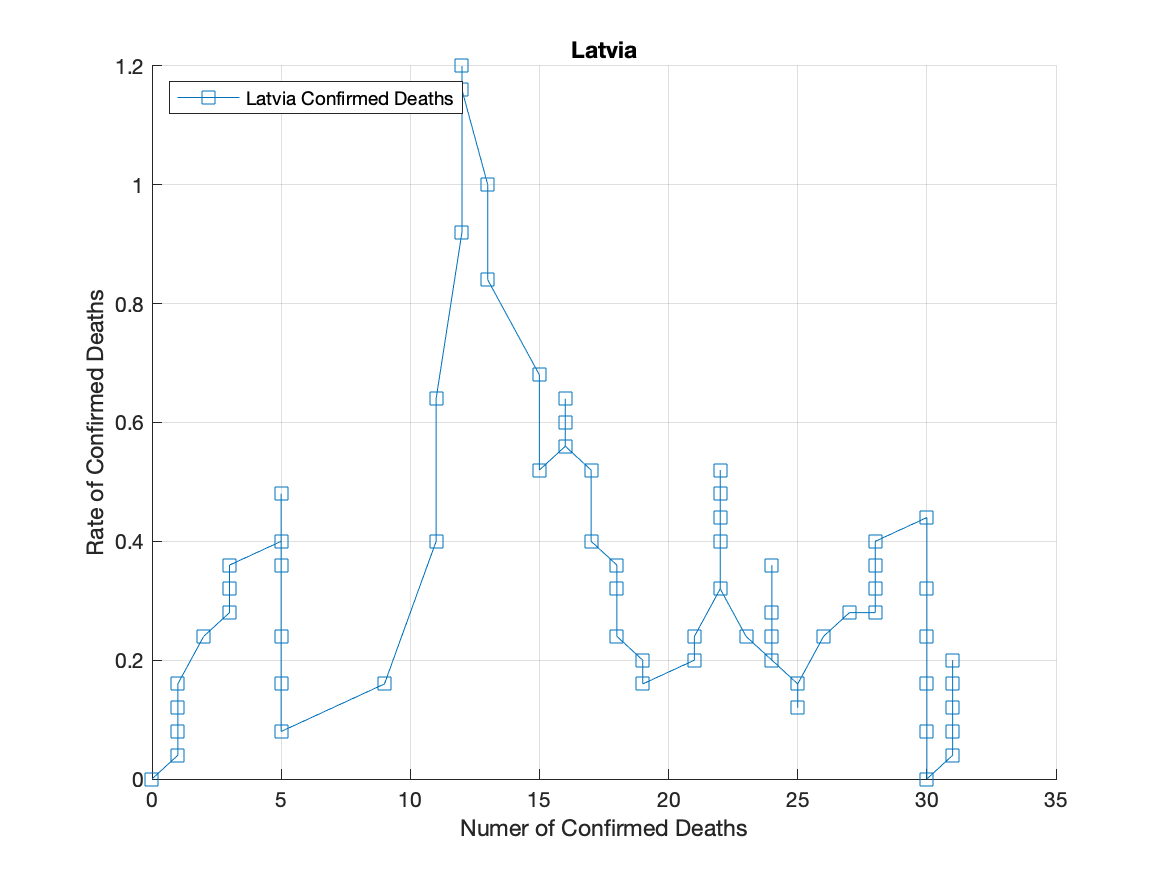 Latvia
1.2
Latvia Confirmed Deaths
1
0.8
0.6
0.4
0.2
0
Rate of Confirmed Deaths
0 5 10 15 20 25 30 35
Numer of Confirmed Deaths